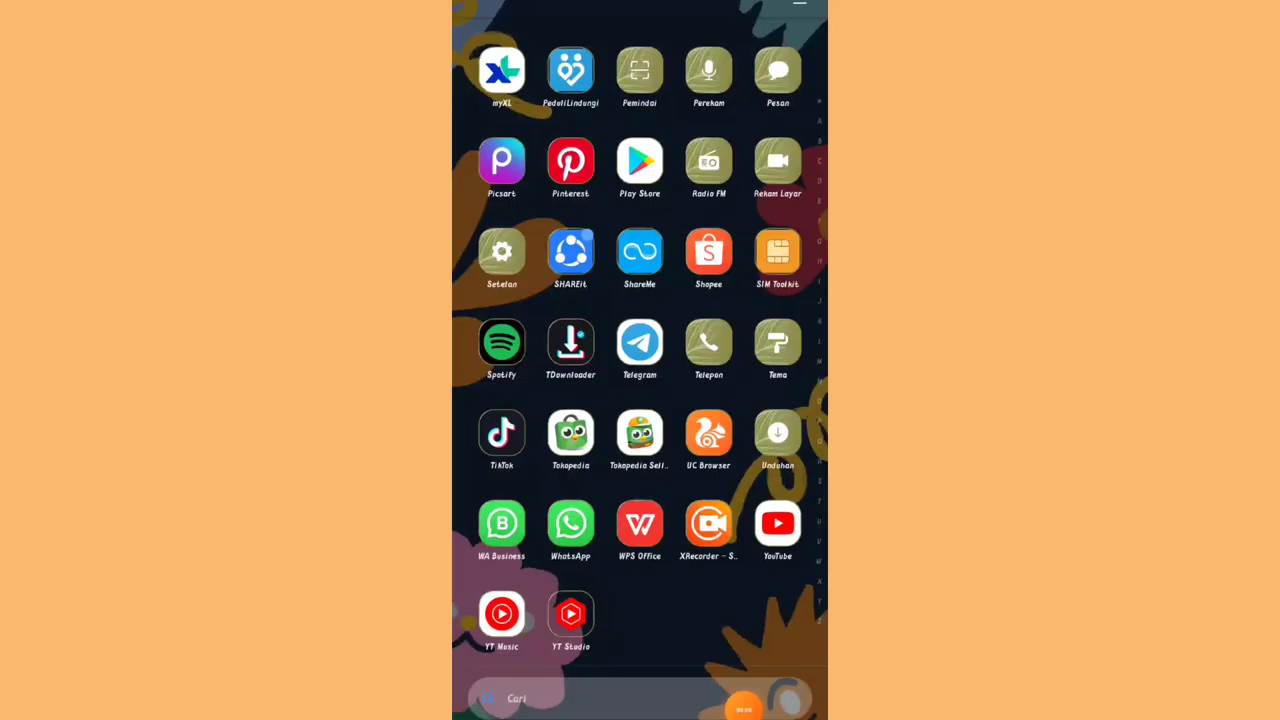 myXL PeduliLindungi Pemindai Perekam Pesan
Picsart Pinterest Play Store Radio FM Rekam Layar
Setelan SHAREit ShareMe Shopee SIM Toolkit
Spotify TDownloader Telegram Telepon Tema
TikTok Tokopedia Tokopedia Sell.. UC Browser Unduhan
WA Business WhatsApp WPS Office XRecorder - S.. YouTube
YT Music YT Studio
Cari